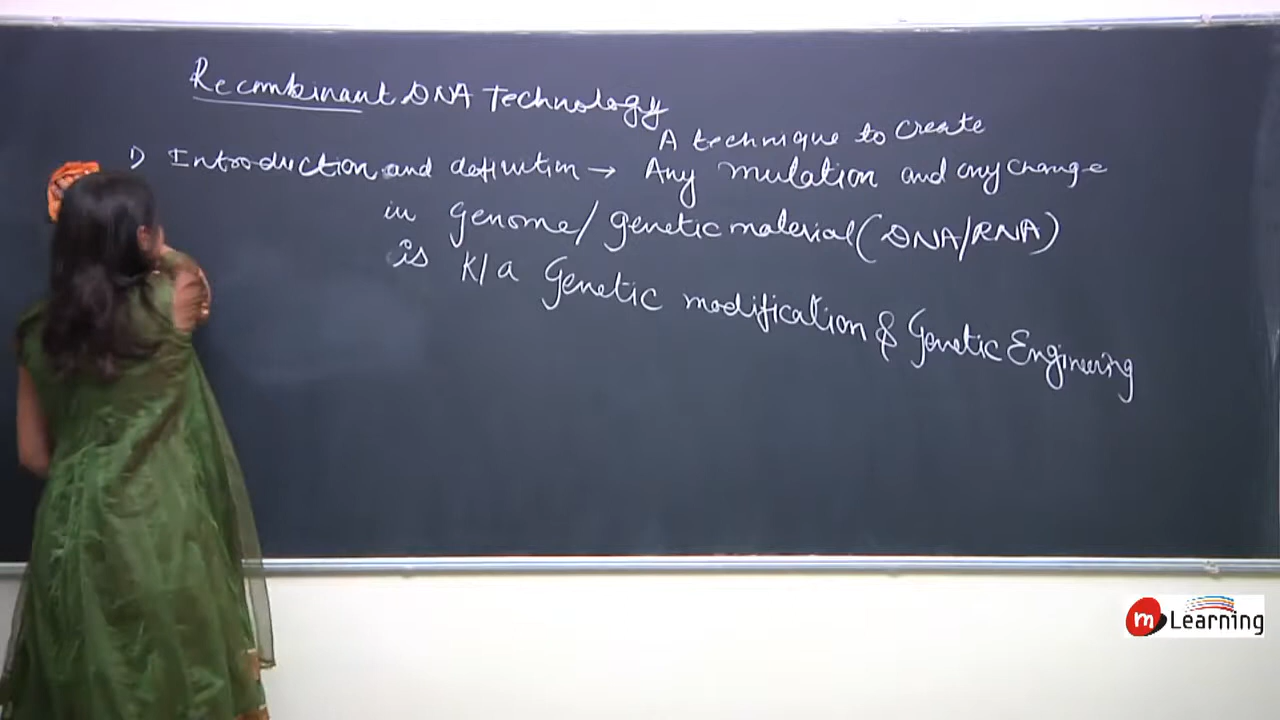 Recombinant DNA Technology
A technique to create
1) Introduction and definition → Any mutation and any change
in Genome/genetic material (DNA/RNA)
is K/a Genetic modification & Genetic Engineering
m Learning